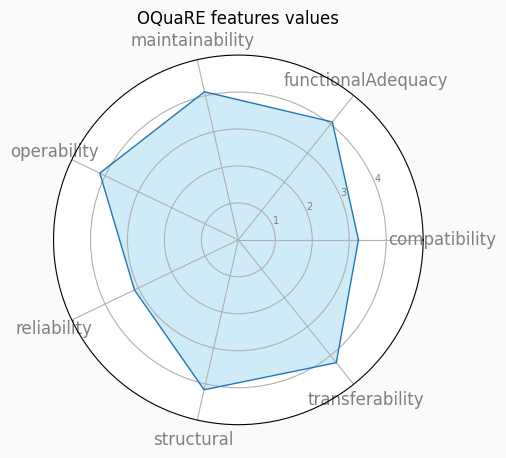 OQuaRE features values
maintainability
functionalAdequacy
operability
4
3
2
1
compatibility
reliability
transferability
structural